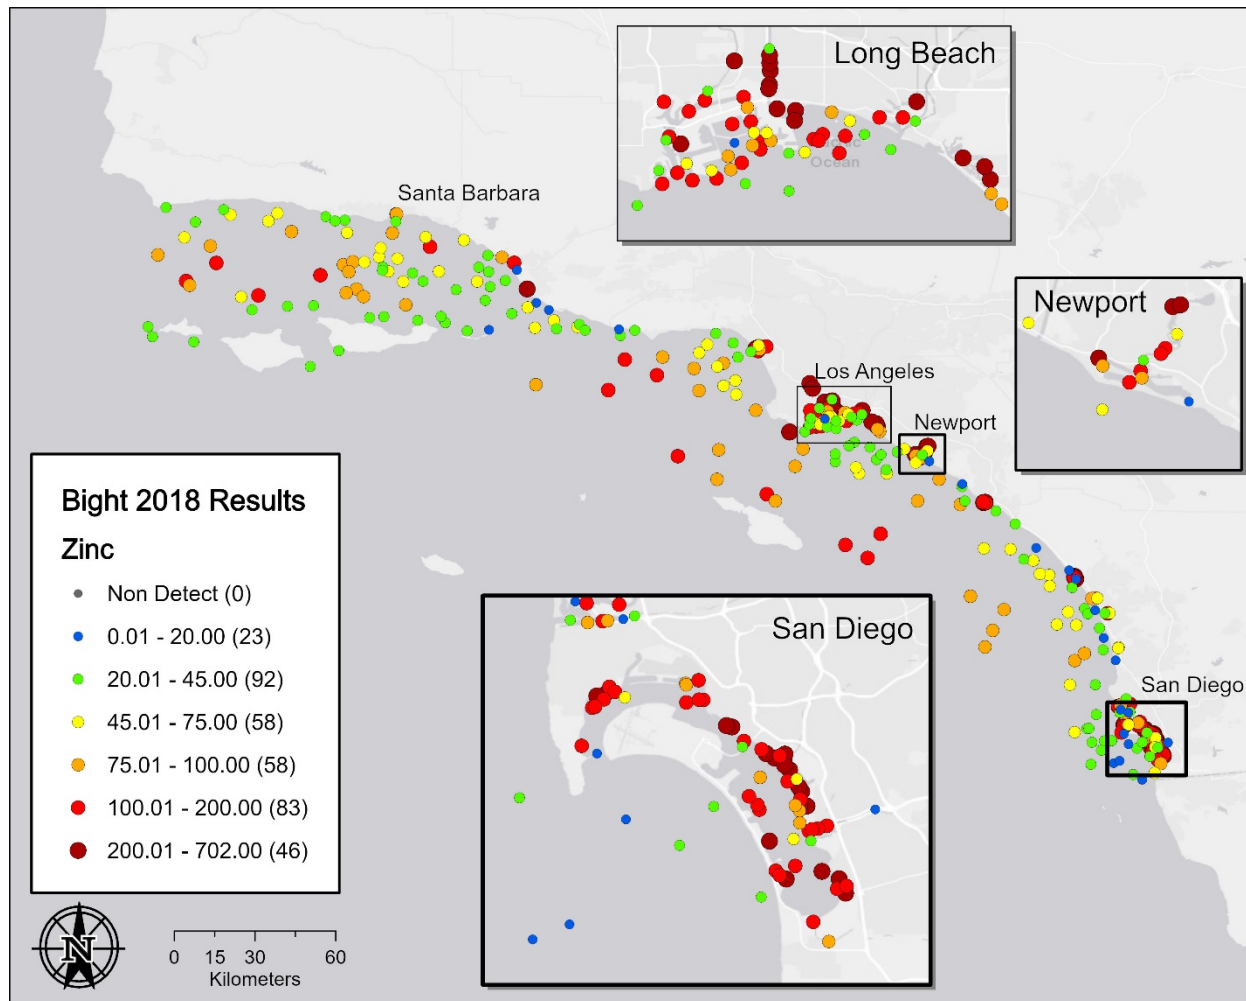 Long Beach
Ocean
Santa Barbara
Newport
Los Angeles
Newport
Bight 2018 Results
Zinc
Non Detect (0)
0.01 - 20.00 (23)
20.01 - 45.00 (92)
45.01 - 75.00 (58)
75.01 - 100.00 (58)
100.01 - 200.00 (83)
200.01 - 702.00 (46)
San Diego
San Diego
N
0 15 30 60
Kilometers